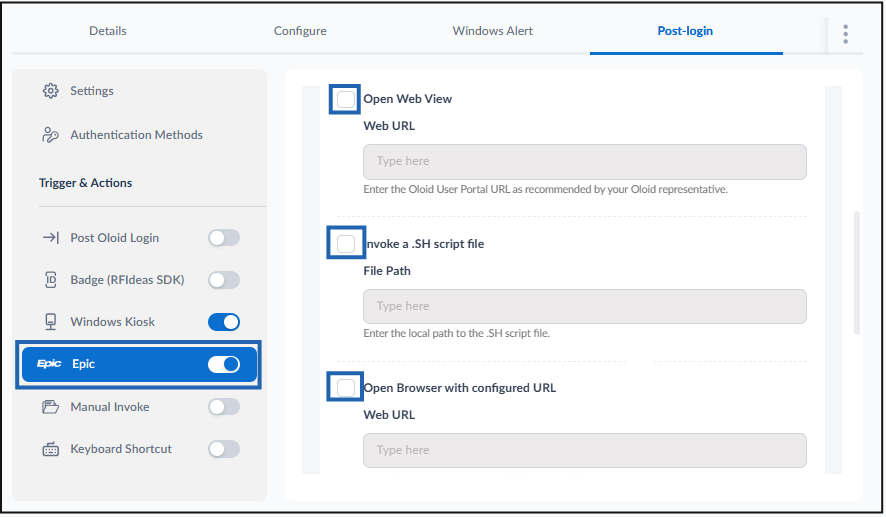 Details
Configure
Windows Alert
Post-login
Settings
Authentication Methods
Trigger & Actions
Post Oloid Login
ID Badge (RFIdeas SDK)
Windows Kiosk
Epic Epic
Manual Invoke
Keyboard Shortcut
Open Web View
Web URL
Type here
Enter the Oloid User Portal URL as recommended by your Oloid representative.
Invoke a .SH script file
File Path
Type here
Enter the local path to the .SH script file.
Open Browser with configured URL
Web URL
Type here